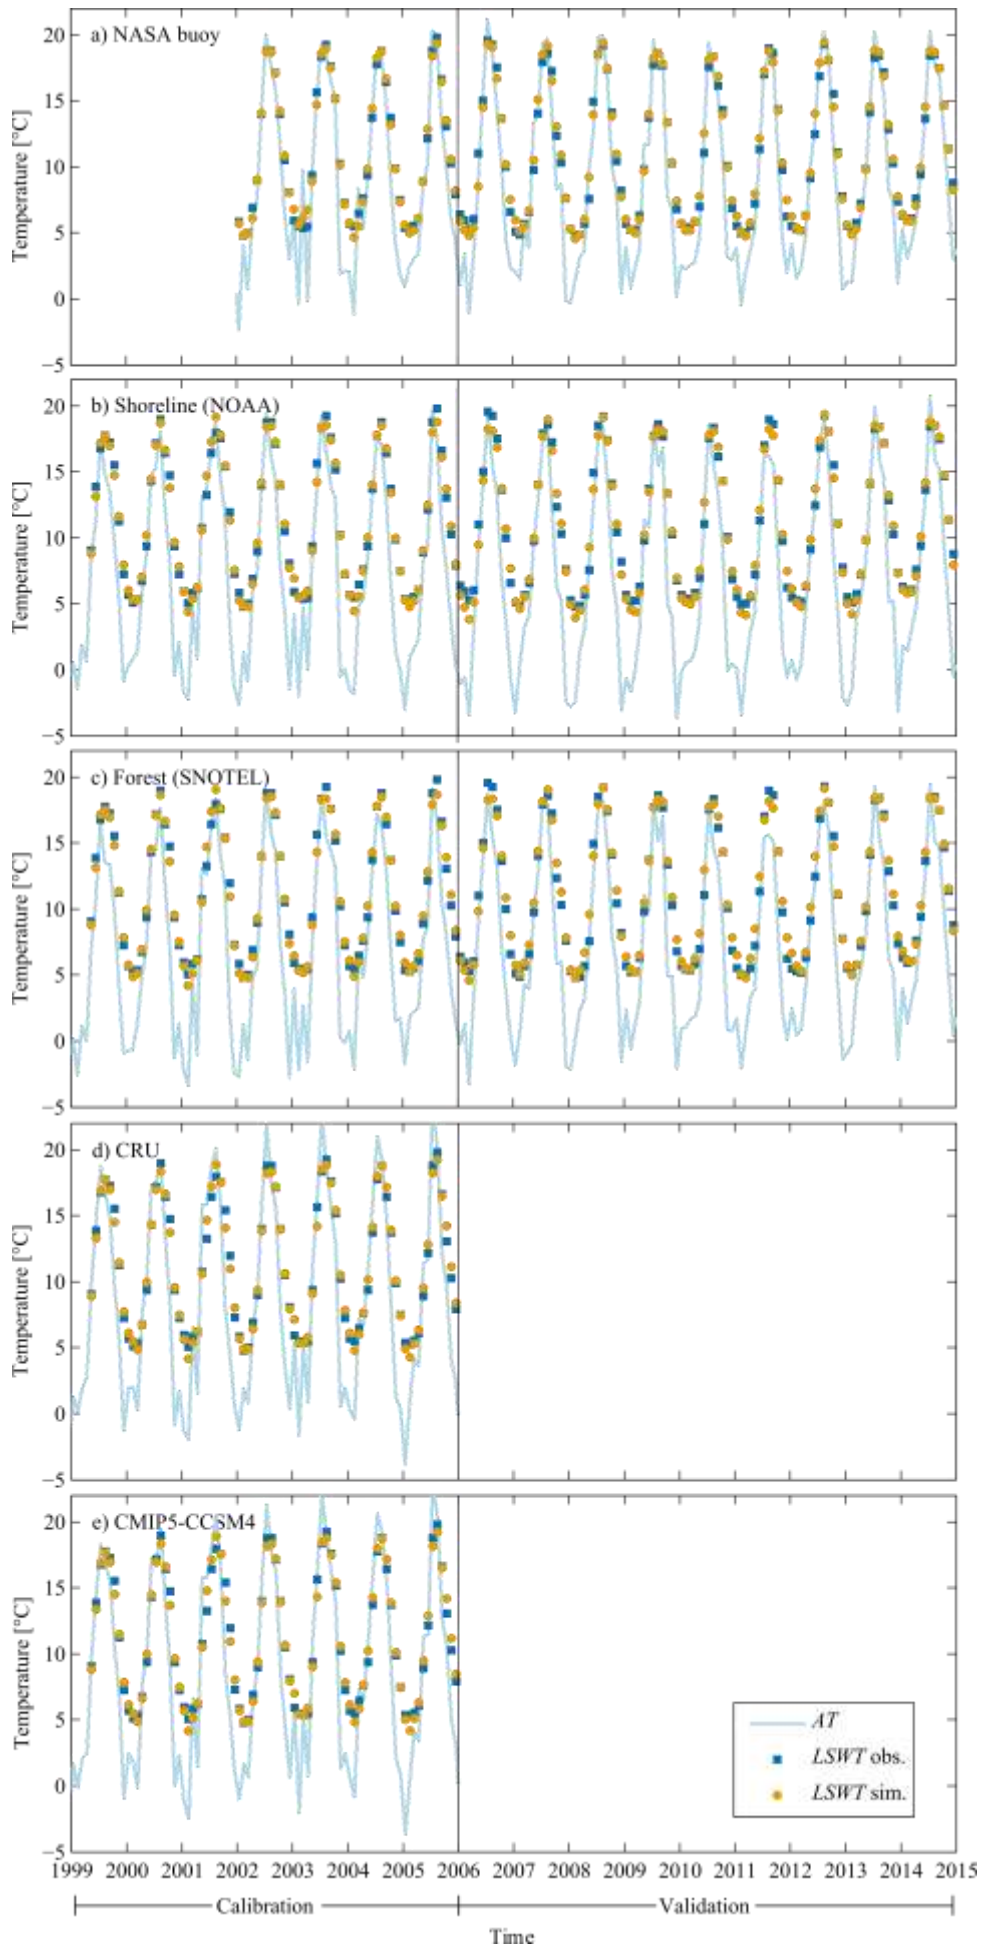 a) NASA buoy
20
15
10
5
0
−5
Temperature [°C]
b) Shoreline (NOAA)
20
15
10
5
0
−5
Temperature [°C]
c) Forest (SNOTEL)
20
15
10
5
0
−5
Temperature [°C]
d) CRU
20
15
10
5
0
−5
Temperature [°C]
e) CMIP5-CCSM4
20
15
10
5
0
−5
Temperature [°C]
AT
LSWT obs.
LSWT sim.
1999 2000 2001 2002 2003 2004 2005 2006 2007 2008 2009 2010 2011 2012 2013 2014 2015
Calibration Validation
Time